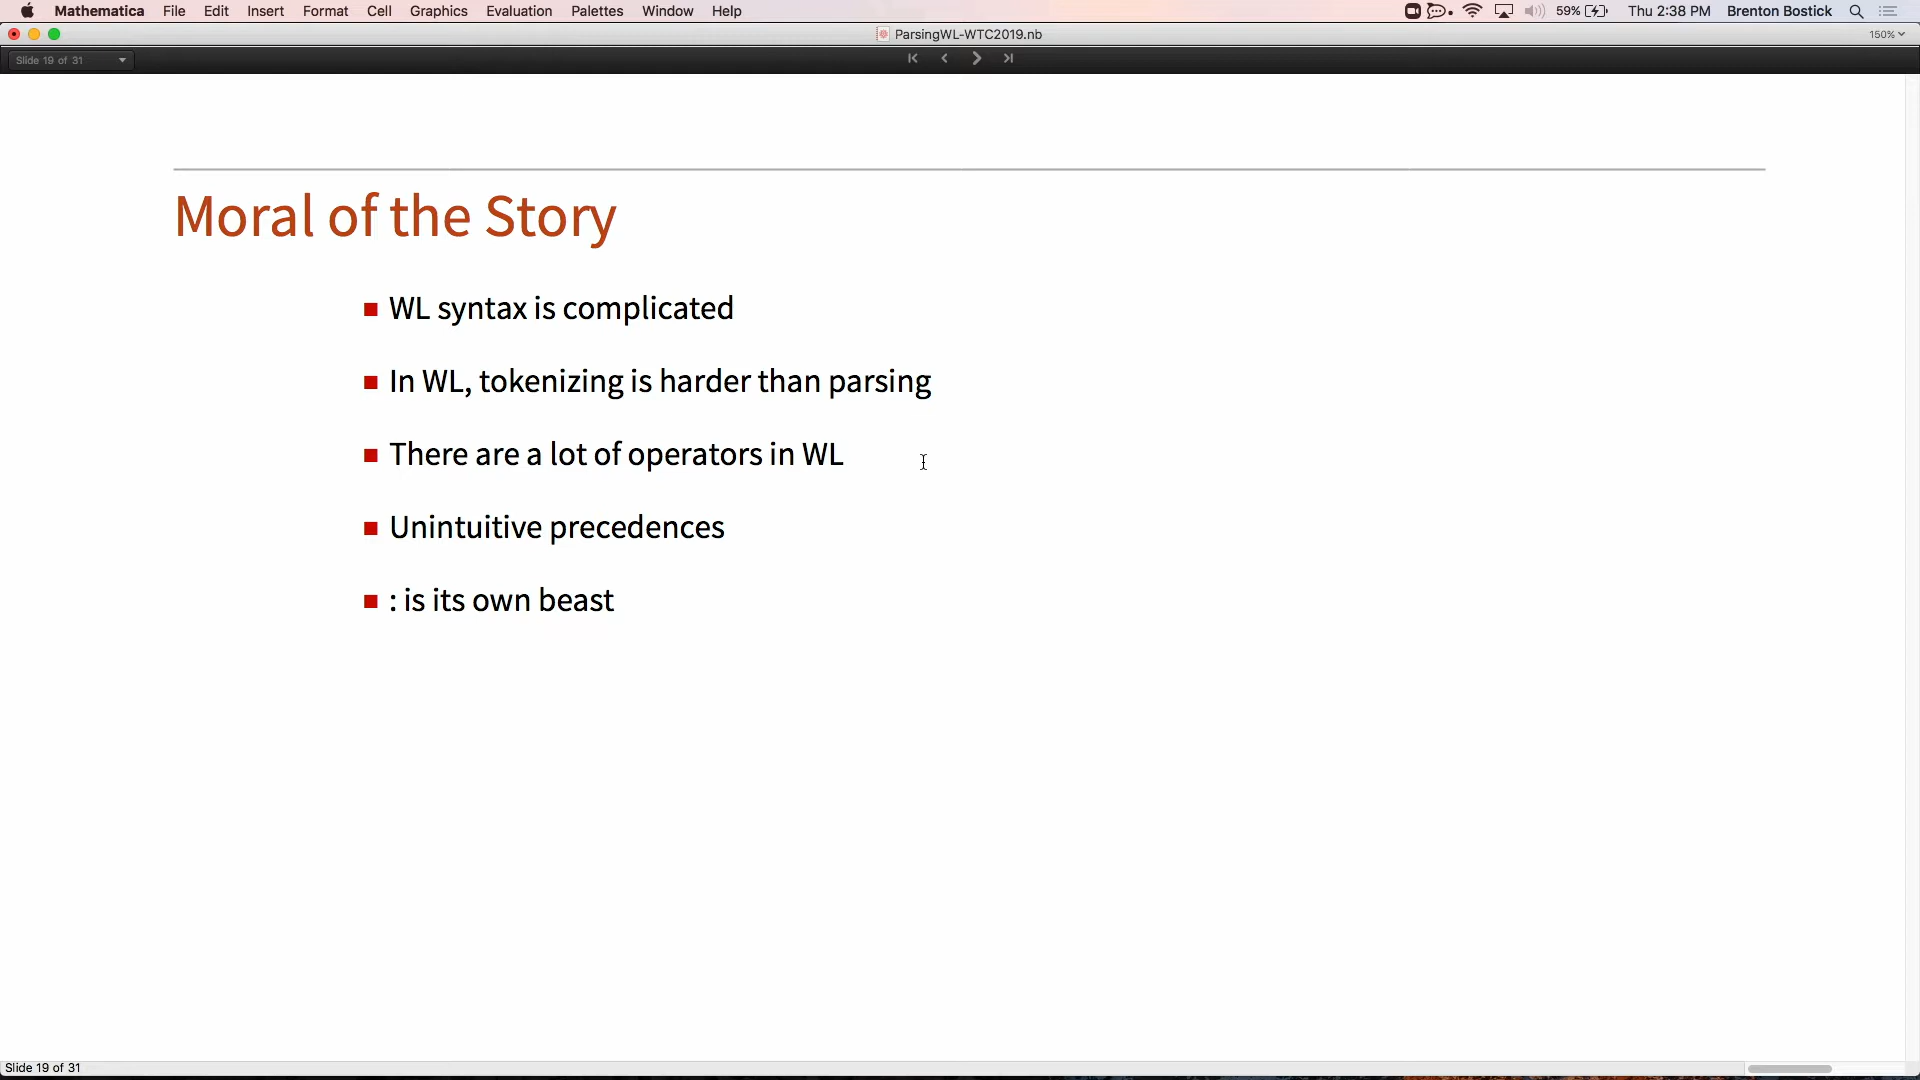 Mathematica File Edit Insert Format Cell Graphics Evaluation Palettes Window Help 59% Thu 2:38 PM Brenton Bostick
ParsingWL-WTC2019.nb 150%
Slide 19 of 31
Moral of the Story
WL syntax is complicated
In WL, tokenizing is harder than parsing
There are a lot of operators in WL
Unintuitive precedences
: is its own beast
Slide 19 of 31